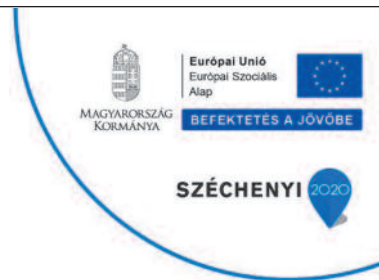 Európai Unió
Európai Szociális
Alap
MAGYARORSZÁG
KORMÁNYA
BEFEKTETÉS A JÖVŐBE
SZÉCHENYI 2020